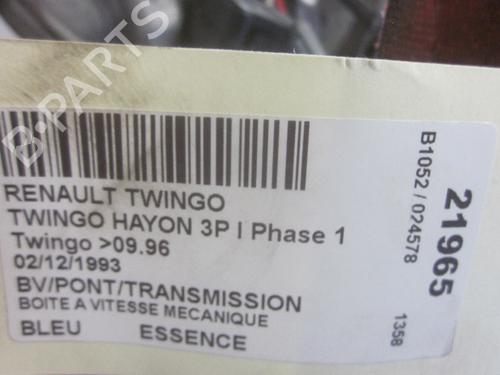 B-PARTS
RENAULT TWINGO
TWINGO HAYON 3P I Phase 1
Twingo >09.96
02/12/1993
BV/PONT/TRANSMISSION
BOITE A VITESSE MECANIQUE
BLEU ESSENCE
B1052 / 024578
21965
1358